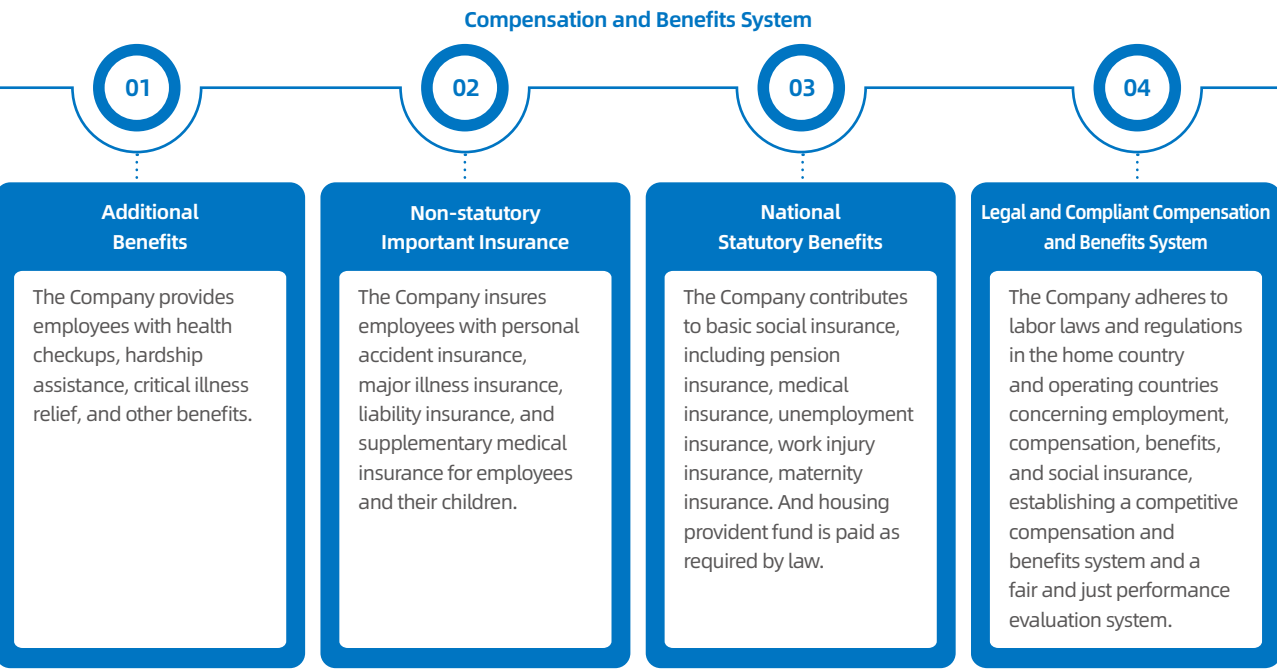 Compensation and Benefits System
01
02
03
04
Additional
Benefits
The Company provides
employees with health
checkups, hardship
assistance, critical illness
relief, and other benefits.
Non-statutory
Important Insurance
The Company insures
employees with personal
accident insurance,
major illness insurance,
liability insurance, and
supplementary medical
insurance for employees
and their children.
National
Statutory Benefits
The Company contributes
to basic social insurance,
including pension
insurance, medical
insurance, unemployment
insurance, work injury
insurance, maternity
insurance. And housing
provident fund is paid as
required by law.
Legal and Compliant Compensation
and Benefits System
The Company adheres to
labor laws and regulations
in the home country
and operating countries
concerning employment,
compensation, benefits,
and social insurance,
establishing a competitive
compensation and
benefits system and a
fair and just performance
evaluation system.